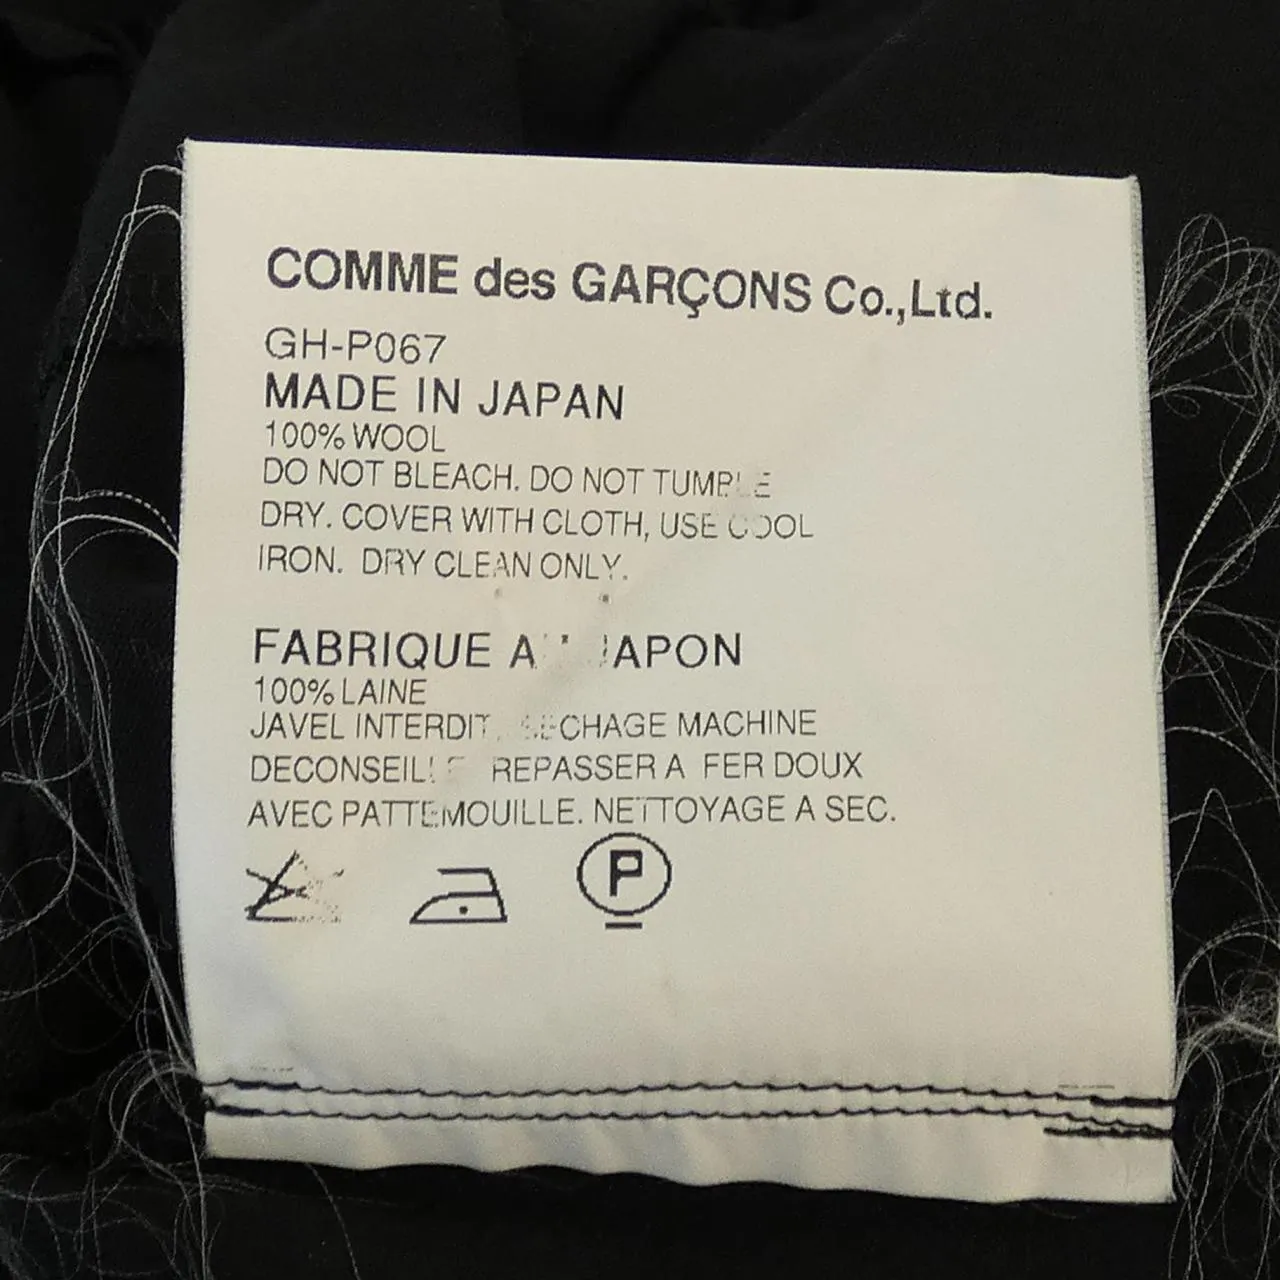 COMME des GARÇONS Co.,Ltd.
GH-P067
MADE IN JAPAN
100% WOOL
DO NOT BLEACH. DO NOT TUMBLE
DRY. COVER WITH CLOTH, USE COOL
IRON. DRY CLEAN ONLY.
FABRIQUE AU JAPON
100% LAINE
JAVEL INTERDIT. SECHAGE MACHINE
DECONSEILLE REPASSER A FER DOUX
AVEC PATTEMOUILLE. NETTOYAGE A SEC.
P